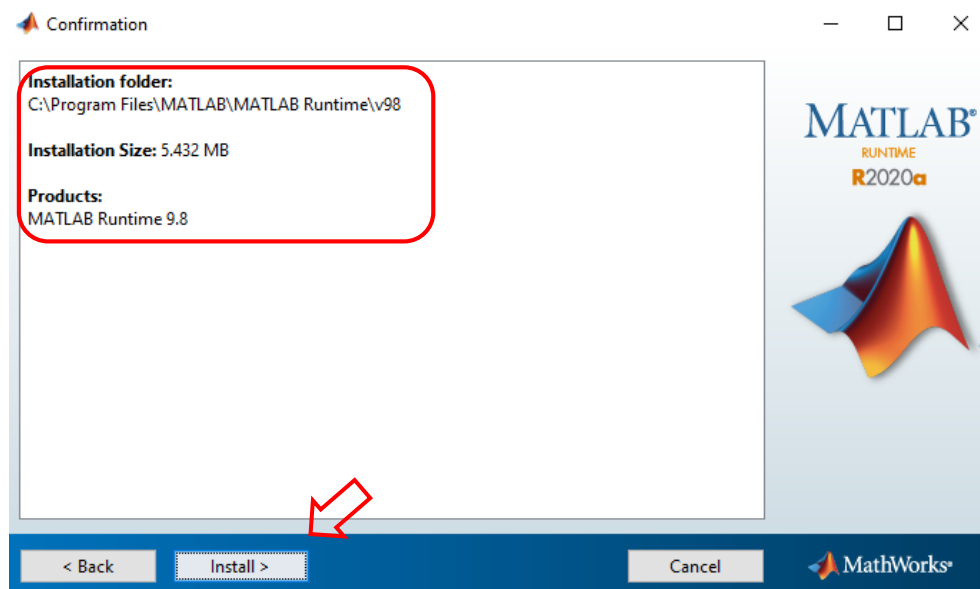 Confirmation
Installation folder:
C:\Program Files\MATLAB\MATLAB Runtime\v98
Installation Size: 5.432 MB
Products:
MATLAB Runtime 9.8
MATLAB®
RUNTIME
R2020a
< Back
Install >
Cancel
MathWorks®